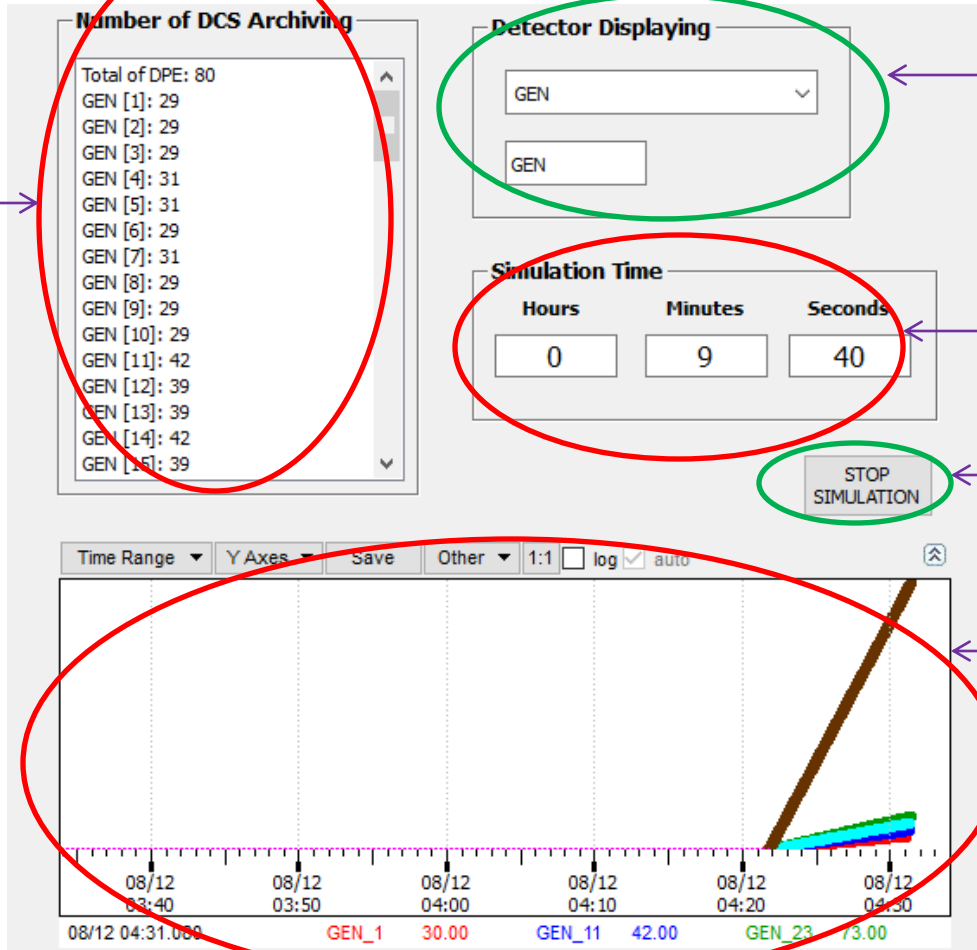 Number of DCS Archiving
Total of DPE: 80
GEN [1]: 29
GEN [2]: 29
GEN [3]: 29
GEN [4]: 31
GEN [5]: 31
GEN [6]: 29
GEN [7]: 31
GEN [8]: 29
GEN [9]: 29
GEN [10]: 29
GEN [11]: 42
GEN [12]: 39
GEN [13]: 39
GEN [14]: 42
GEN [15]: 39
Detector Displaying
GEN
GEN
Simulation Time
Hours Minutes Seconds
0 9 40
STOP
SIMULATION
Time Range Y Axes Save Other 1:1 log auto
08/12 08/12 08/12 08/12 08/12 08/12
03:40 03:50 04:00 04:10 04:20 04:30
08/12 04:31.080 GEN_1 30.00 GEN_11 42.00 GEN_23 73.00